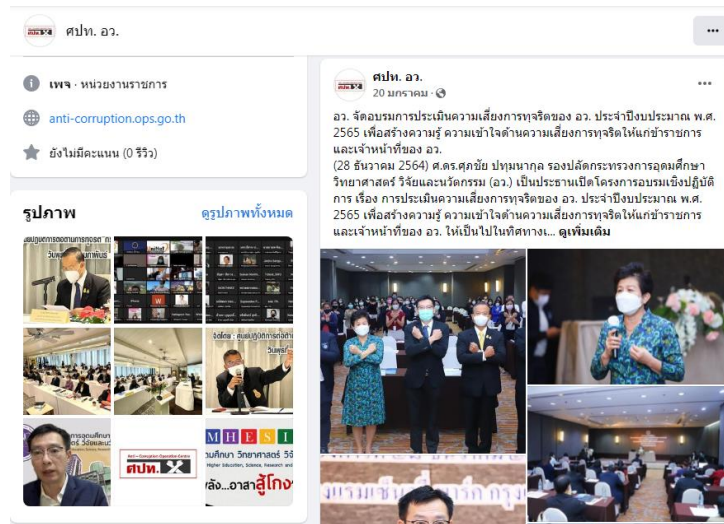 ศปท. อว.
เพจ · หน่วยงานราชการ
anti-corruption.ops.go.th
ยังไม่มีคะแนน (0 รีวิว)
รูปภาพ
ดูรูปภาพทั้งหมด
Anti - Corruption Operation Centre
ศปท.
M H E S I
สู้โกง
ศปท. อว.
20 มกราคม
อว. จัดอบรมการประเมินความเสี่ยงการทุจริตของ อว. ประจำปีงบประมาณ พ.ศ.
2565 เพื่อสร้างความรู้ ความเข้าใจด้านความเสี่ยงการทุจริตให้แก่ข้าราชการ
และเจ้าหน้าที่ของ อว.
(28 ธันวาคม 2564) ศ.ดร.ศุภชัย ปทุมนากุล รองปลัดกระทรวงการอุดมศึกษา
วิทยาศาสตร์ วิจัยและนวัตกรรม (อว.) เป็นประธานเปิดโครงการอบรมเชิงปฏิบัติ
การ เรื่อง การประเมินความเสี่ยงการทุจริตของ อว. ประจำปีงบประมาณ พ.ศ.
2565 เพื่อสร้างความรู้ ความเข้าใจด้านความเสี่ยงการทุจริตให้แก่ข้าราชการ
และเจ้าหน้าที่ของ อว. ให้เป็นไปในทิศทางเ... ดูเพิ่มเติม